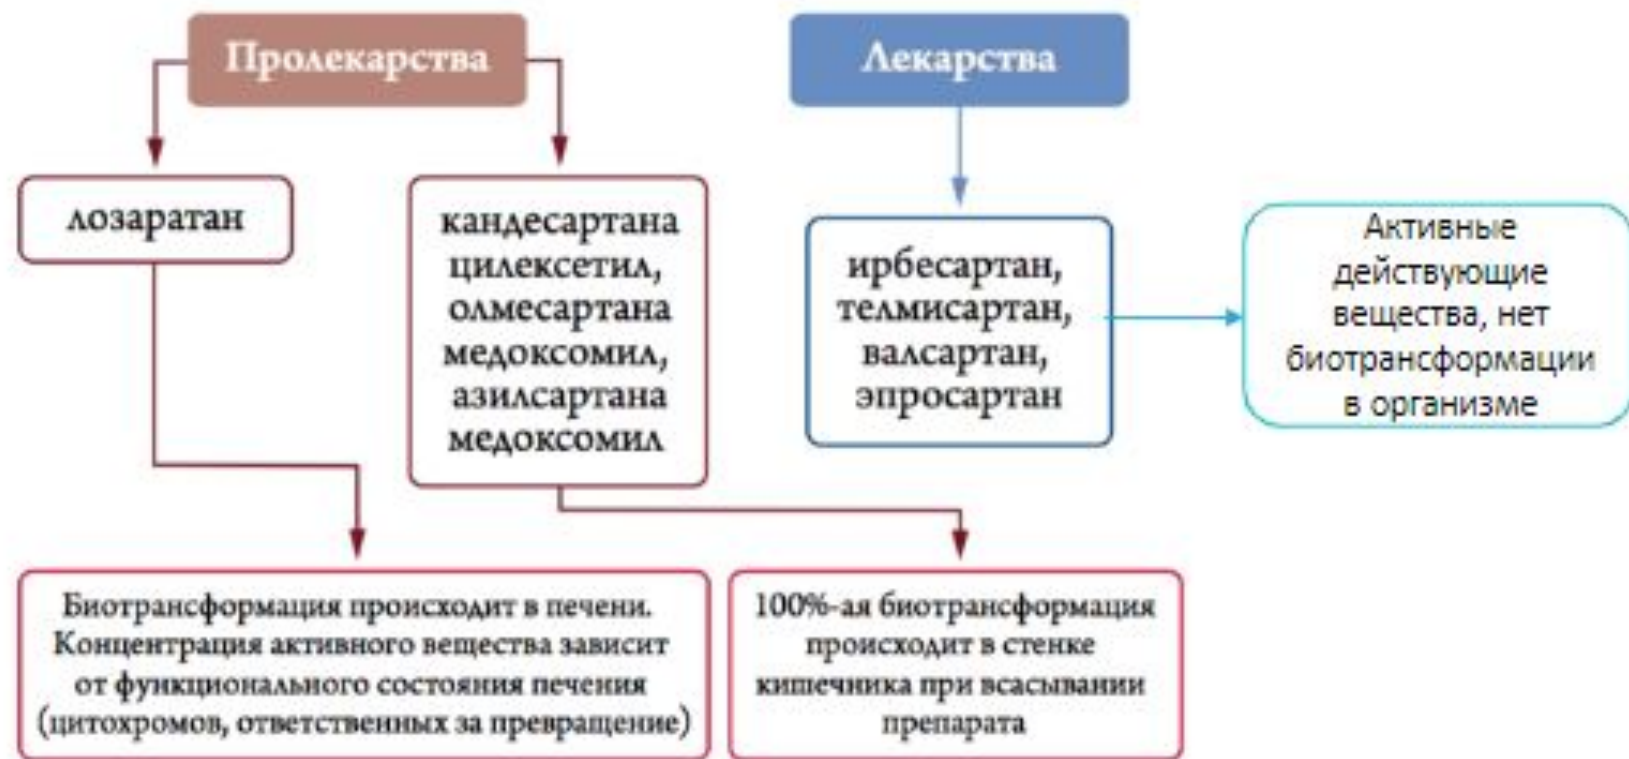 Пролекарства
Лекарства
лозаратан
кандесартана
цилексетил,
олмесартана
медоксомил,
азилсартана
медоксомил
ирбесартан,
телмисартан,
валсартан,
эпросартан
Активные
действующие
вещества, нет
биотрансформации
в организме
Биотрансформация происходит в печени.
Концентрация активного вещества зависит
от функционального состояния печения
(цитохромов, ответственных за превращение)
100%-ая биотрансформация
происходит в стенке
кишечника при всасывании
препарата